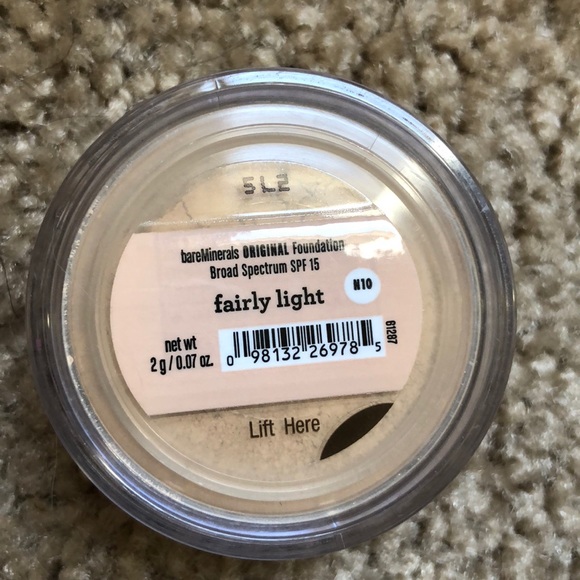 5L2
bareMinerals ORIGINAL Foundation
Broad Spectrum SPF 15
fairly light
N10
net wt
2 g / 0.07 oz.
0 98132 26978 5
61287
Lift Here